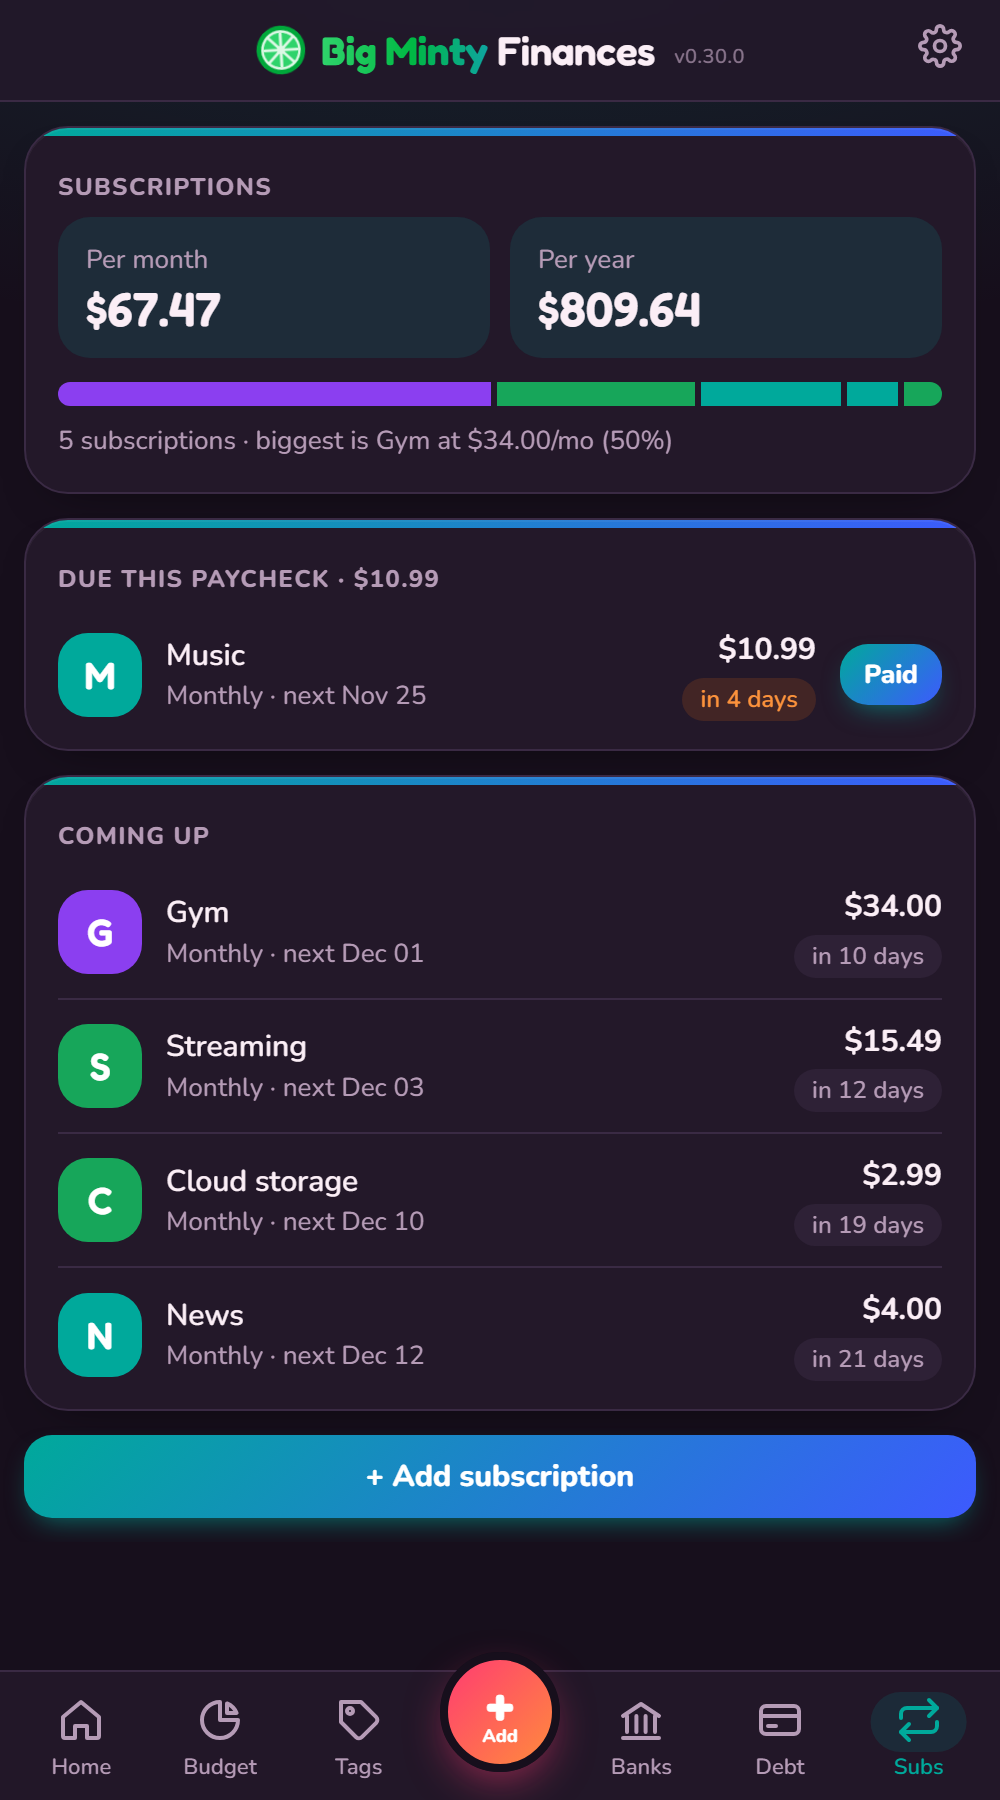 Big Minty Finances v0.30.0
SUBSCRIPTIONS
Per month
$67.47
Per year
$809.64
5 subscriptions · biggest is Gym at $34.00/mo (50%)
DUE THIS PAYCHECK · $10.99
M
Music
Monthly · next Nov 25
$10.99
in 4 days
Paid
COMING UP
G
Gym
Monthly · next Dec 01
$34.00
in 10 days
S
Streaming
Monthly · next Dec 03
$15.49
in 12 days
C
Cloud storage
Monthly · next Dec 10
$2.99
in 19 days
N
News
Monthly · next Dec 12
$4.00
in 21 days
+ Add subscription
Home
Budget
Tags
Add
Banks
Debt
Subs